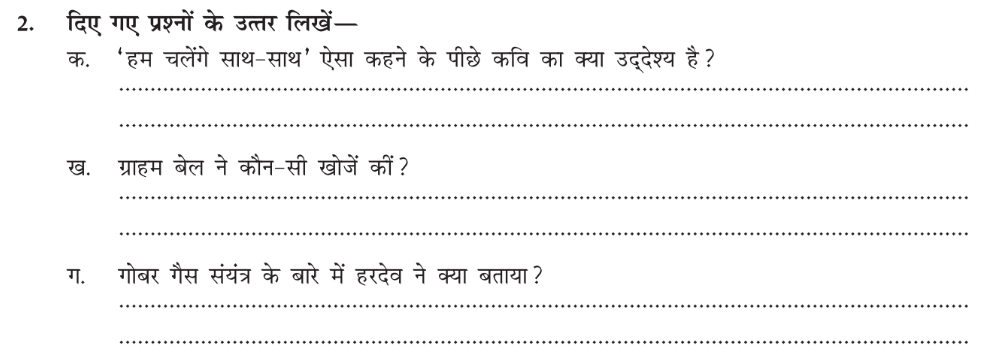 2. दिए गए प्रश्नों के उत्तर लिखें—
क. ‘हम चलेंगे साथ-साथ’ ऐसा कहने के पीछे कवि का क्या उद्देश्य है?
ख. ग्राहम बेल ने कौन-सी खोजें कीं?
ग. गोबर गैस संयंत्र के बारे में हरदेव ने क्या बताया?